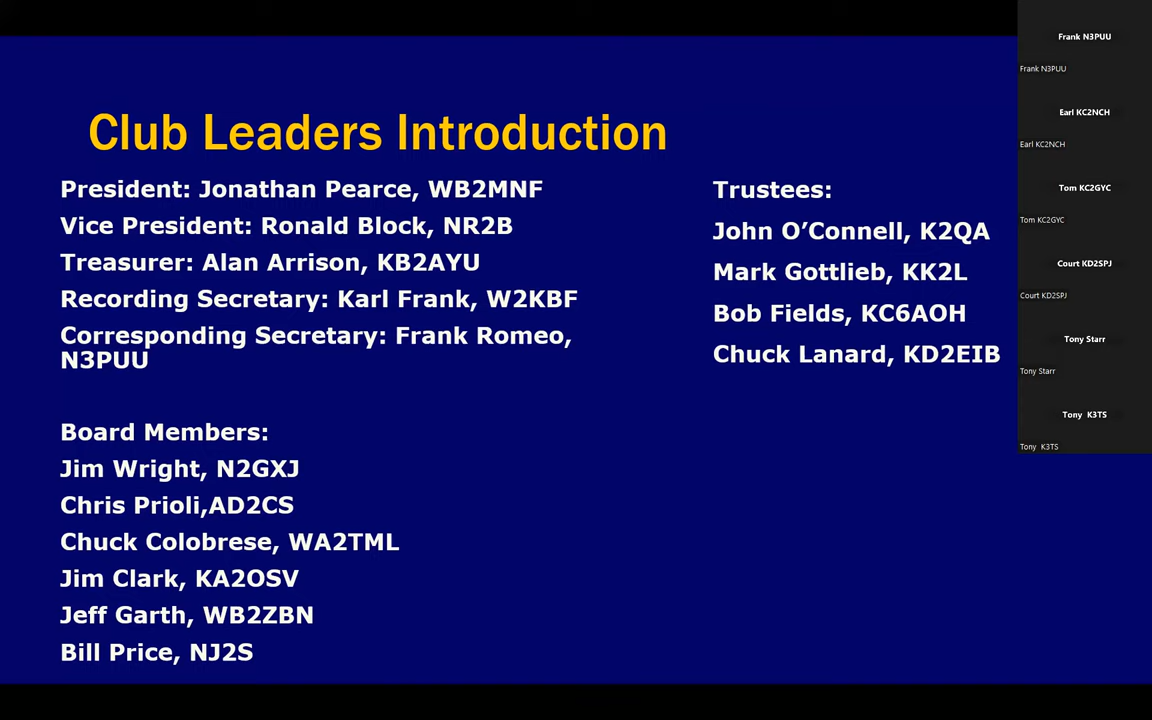 Club Leaders Introduction
President: Jonathan Pearce, WB2MNF
Vice President: Ronald Block, NR2B
Treasurer: Alan Arrison, KB2AYU
Recording Secretary: Karl Frank, W2KBF
Corresponding Secretary: Frank Romeo,
N3PUU
Board Members:
Jim Wright, N2GXJ
Chris Prioli,AD2CS
Chuck Colobrese, WA2TML
Jim Clark, KA2OSV
Jeff Garth, WB2ZBN
Bill Price, NJ2S
Trustees:
John O’Connell, K2QA
Mark Gottlieb, KK2L
Bob Fields, KC6AOH
Chuck Lanard, KD2EIB
Frank N3PUU
Frank N3PUU
Earl KC2NCH
Earl KC2NCH
Tom KC2GYC
Tom KC2GYC
Court KD2SPJ
Court KD2SPJ
Tony Starr
Tony Starr
Tony K3TS
Tony K3TS